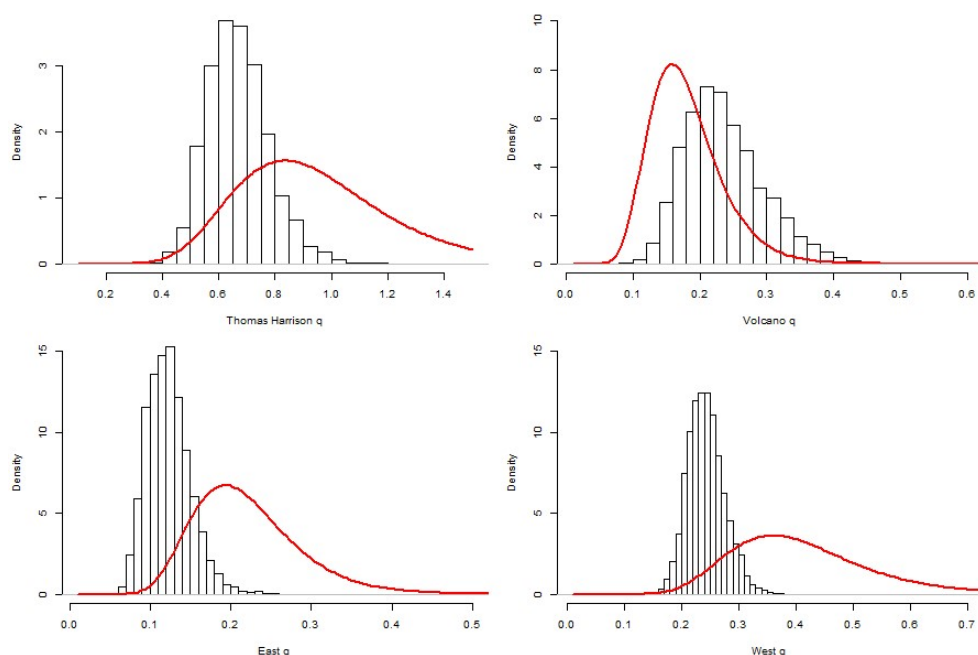 Density
0 1 2 3
0.2 0.4 0.6 0.8 1.0 1.2 1.4
Thomas Harrison q
Density
0 2 4 6 8 10
0.0 0.1 0.2 0.3 0.4 0.5 0.6
Volcano q
Density
0 5 10 15
0.0 0.1 0.2 0.3 0.4 0.5
East q
Density
0 5 10 15
0.0 0.1 0.2 0.3 0.4 0.5 0.6 0.7
West q